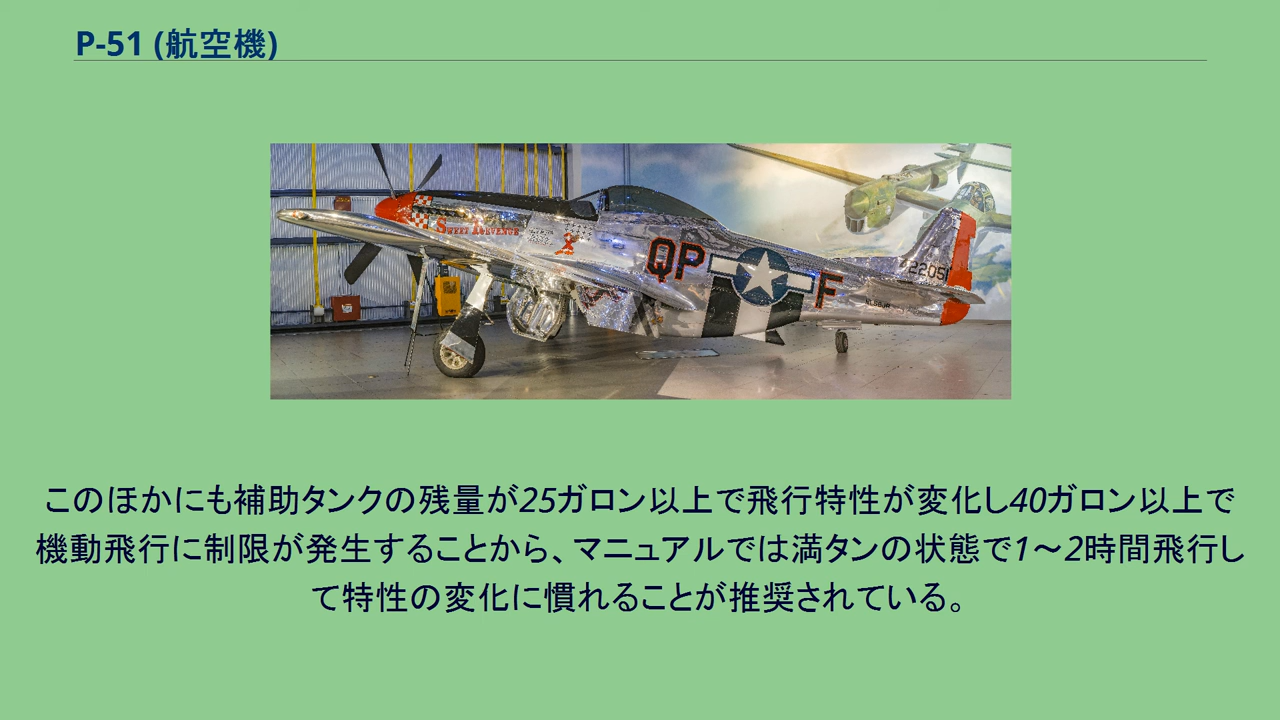 P-51 (航空機)
SWEET REVENGE
QP F
22051
このほかにも補助タンクの残量が25ガロン以上で飛行特性が変化し40ガロン以上で
機動飛行に制限が発生することから、マニュアルでは満タンの状態で1～2時間飛行し
て特性の変化に慣れることが推奨されている。